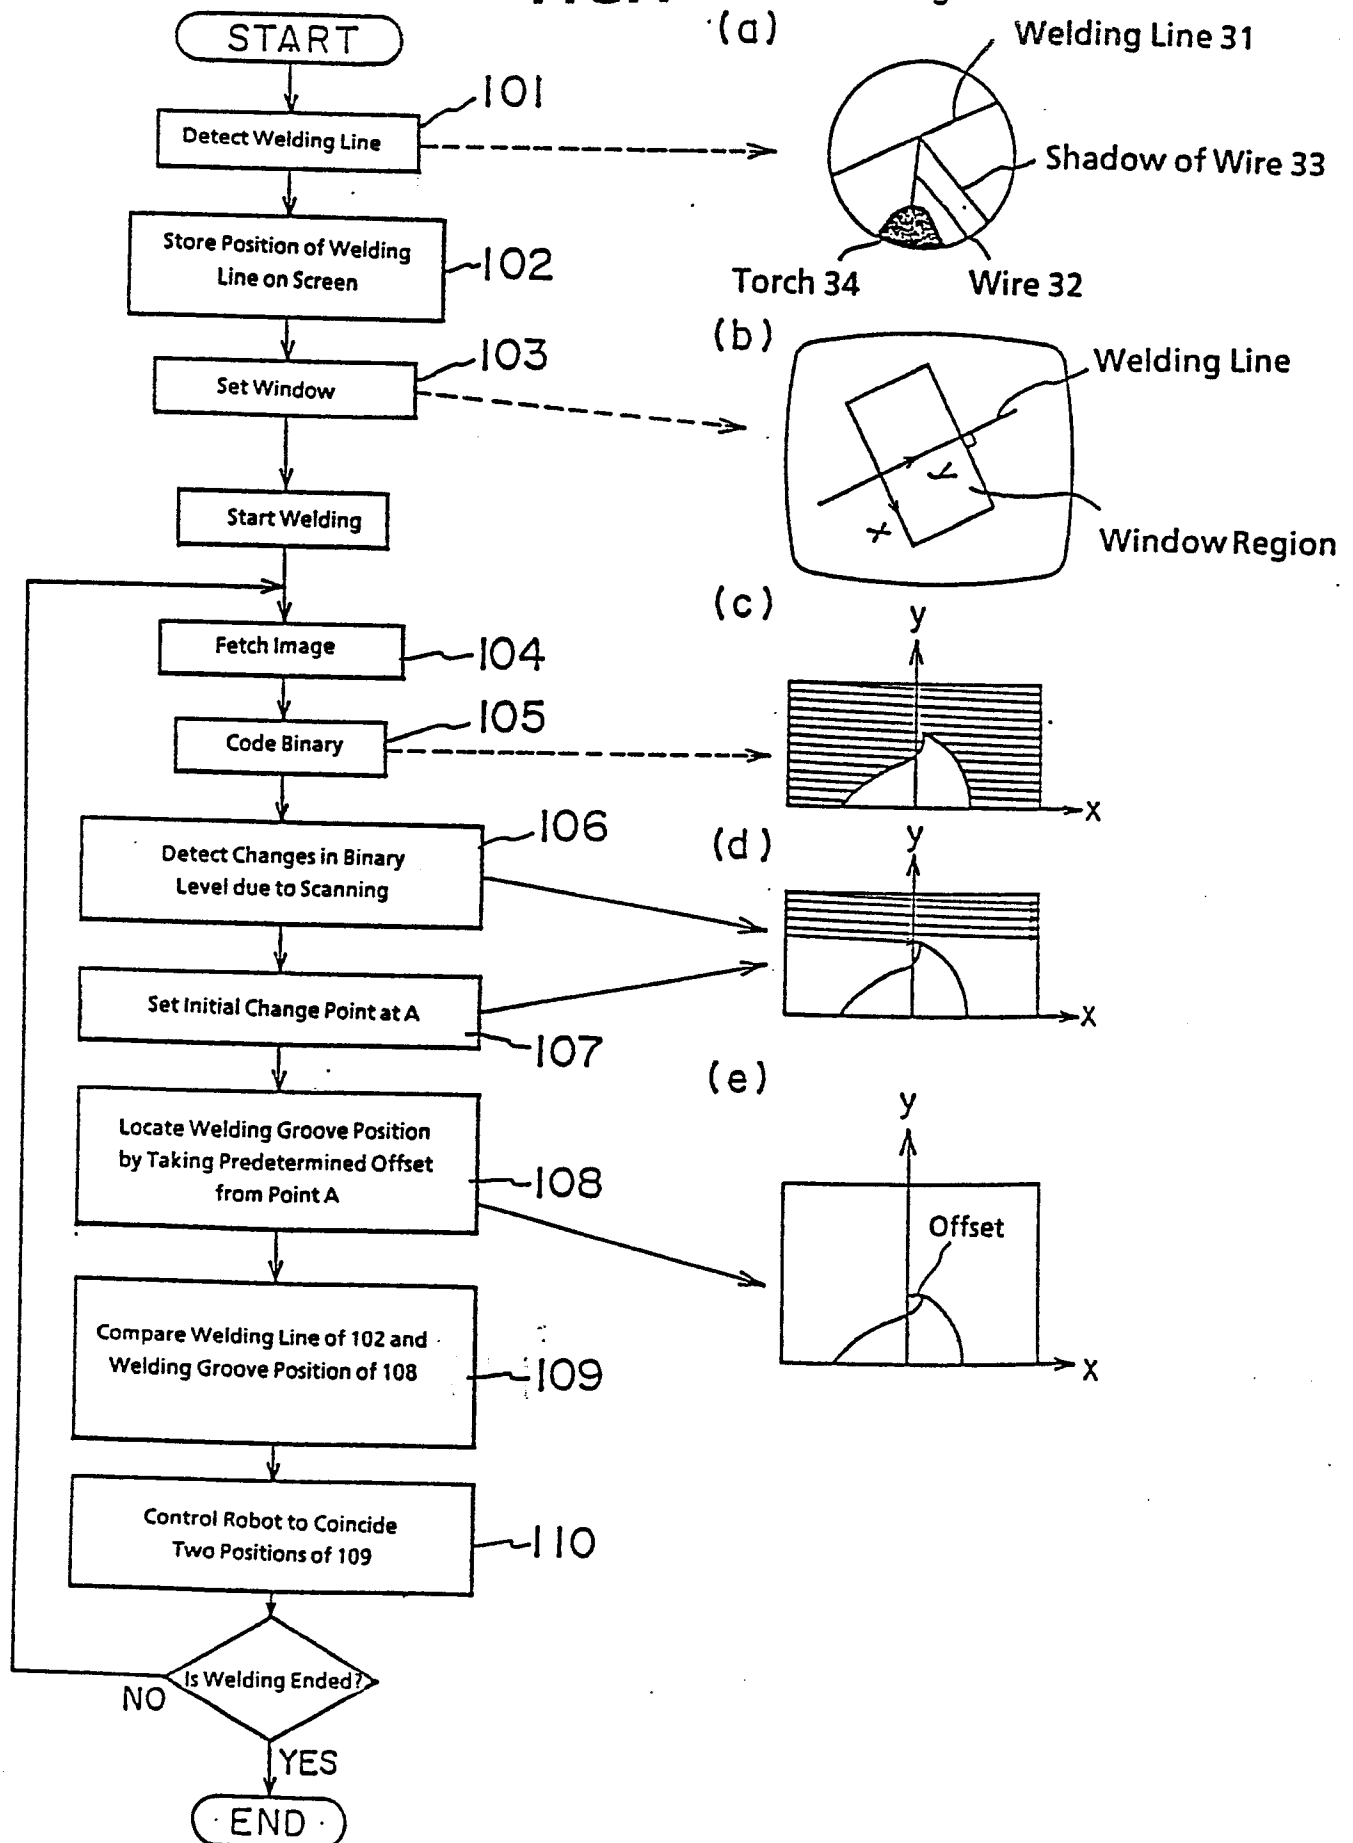 START
101
Detect Welding Line
Store Position of Welding
Line on Screen
102
103
Set Window
Start Welding
Fetch Image
104
105
Code Binary
106
Detect Changes in Binary
Level due to Scanning
Set Initial Change Point at A
107
Locate Welding Groove Position
by Taking Predetermined Offset
from Point A
108
Compare Welding Line of 102 and
Welding Groove Position of 108
109
Control Robot to Coincide
Two Positions of 109
110
Is Welding Ended?
NO
YES
END
(a)
Welding Line 31
Shadow of Wire 33
Torch 34
Wire 32
(b)
Welding Line
y
x
Window Region
(c)
y
x
(d)
y
x
(e)
y
Offset
x